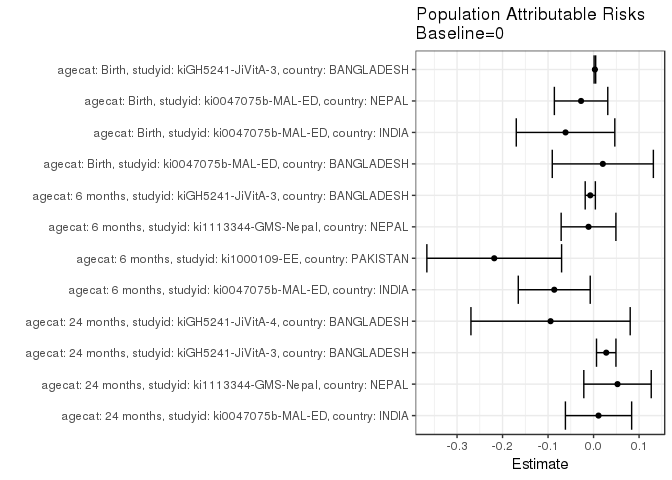 Population Attributable Risks
Baseline=0
agecat: Birth, studyid: kiGH5241-JiVitA-3, country: BANGLADESH
agecat: Birth, studyid: ki0047075b-MAL-ED, country: NEPAL
agecat: Birth, studyid: ki0047075b-MAL-ED, country: INDIA
agecat: Birth, studyid: ki0047075b-MAL-ED, country: BANGLADESH
agecat: 6 months, studyid: kiGH5241-JiVitA-3, country: BANGLADESH
agecat: 6 months, studyid: ki1113344-GMS-Nepal, country: NEPAL
agecat: 6 months, studyid: ki1000109-EE, country: PAKISTAN
agecat: 6 months, studyid: ki0047075b-MAL-ED, country: INDIA
agecat: 24 months, studyid: kiGH5241-JiVitA-4, country: BANGLADESH
agecat: 24 months, studyid: kiGH5241-JiVitA-3, country: BANGLADESH
agecat: 24 months, studyid: ki1113344-GMS-Nepal, country: NEPAL
agecat: 24 months, studyid: ki0047075b-MAL-ED, country: INDIA
-0.3 -0.2 -0.1 0.0 0.1
Estimate